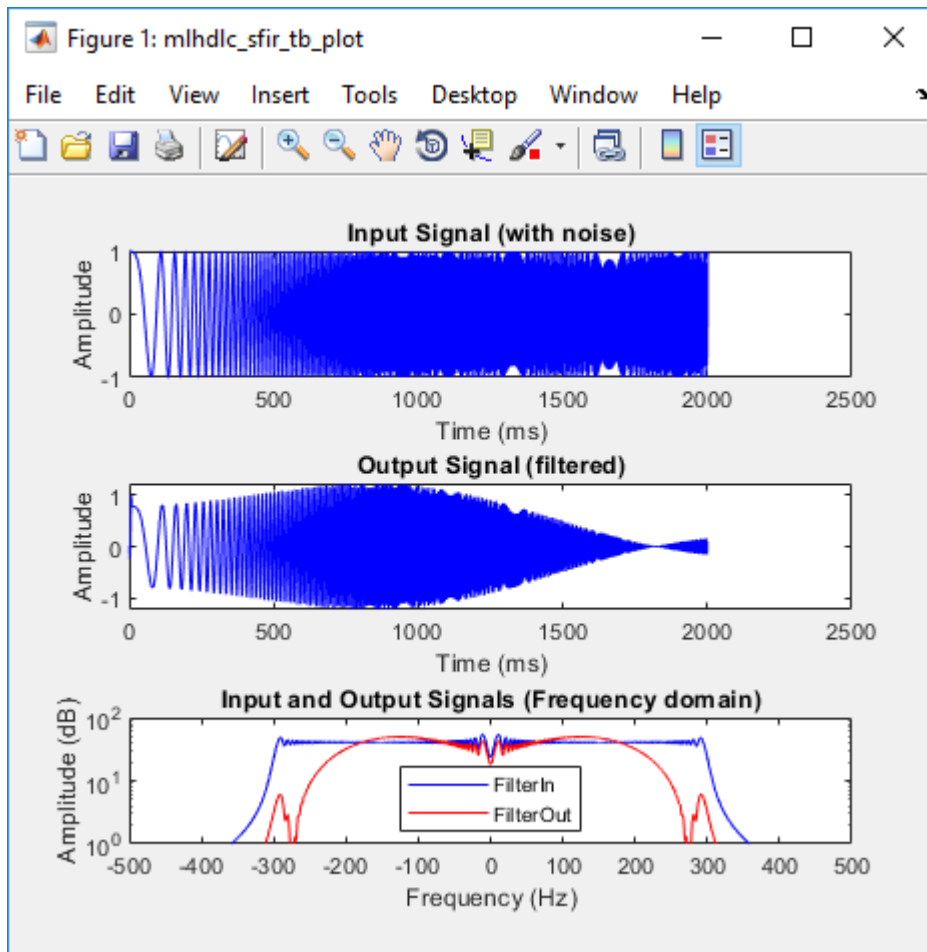 Figure 1: mlhdlc_sfir_tb_plot
File Edit View Insert Tools Desktop Window Help
Input Signal (with noise)
Amplitude
1
0
-1
0 500 1000 1500 2000 2500
Time (ms)
Output Signal (filtered)
Amplitude
1
0
-1
0 500 1000 1500 2000 2500
Time (ms)
Input and Output Signals (Frequency domain)
Amplitude (dB)
10^2
10^1
10^0
FilterIn
FilterOut
-500 -400 -300 -200 -100 0 100 200 300 400 500
Frequency (Hz)